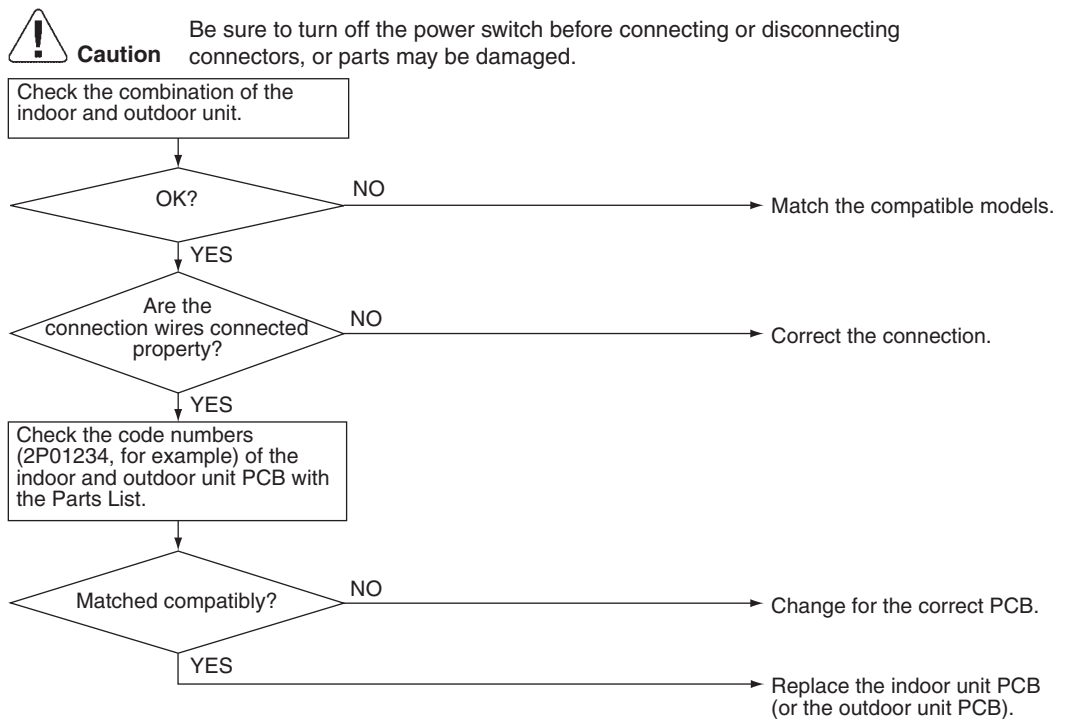 Be sure to turn off the power switch before connecting or disconnecting
Caution connectors, or parts may be damaged.
Check the combination of the
indoor and outdoor unit.
OK?
NO
Match the compatible models.
YES
Are the
connection wires connected
property?
NO
Correct the connection.
YES
Check the code numbers
(2P01234, for example) of the
indoor and outdoor unit PCB with
the Parts List.
Matched compatibly?
NO
Change for the correct PCB.
YES
Replace the indoor unit PCB
(or the outdoor unit PCB).